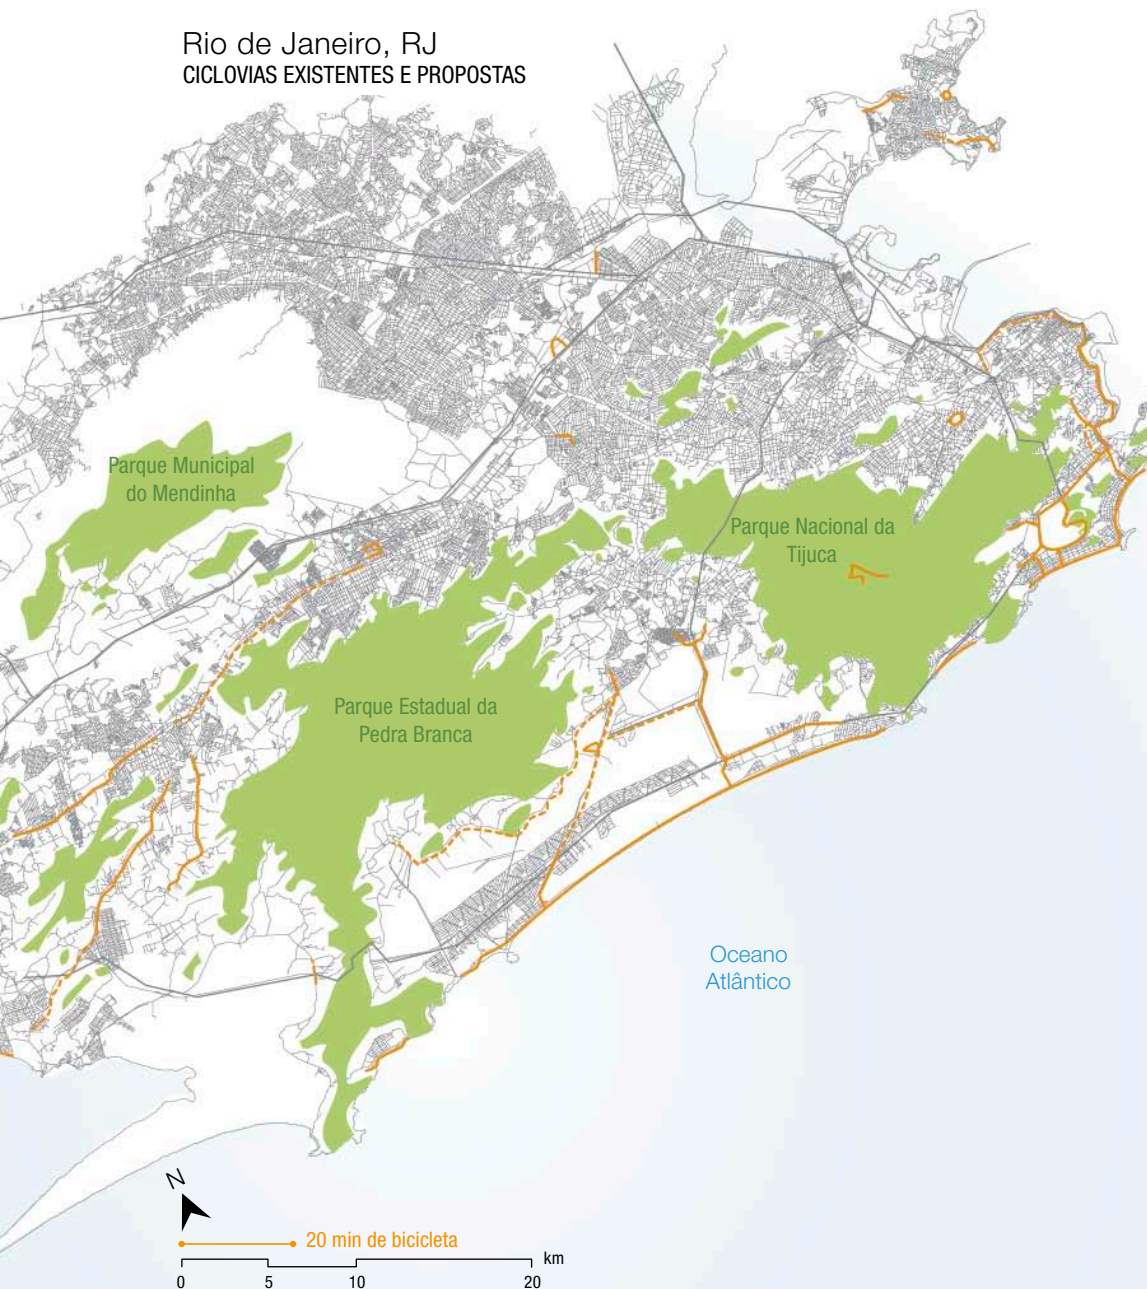 Rio de Janeiro, RJ
CICLOVIAS EXISTENTES E PROPOSTAS
Parque Municipal
do Mendinha
Parque Nacional da
Tijuca
Parque Estadual da
Pedra Branca
Oceano
Atlântico
N
20 min de bicicleta
km
0 5 10 20